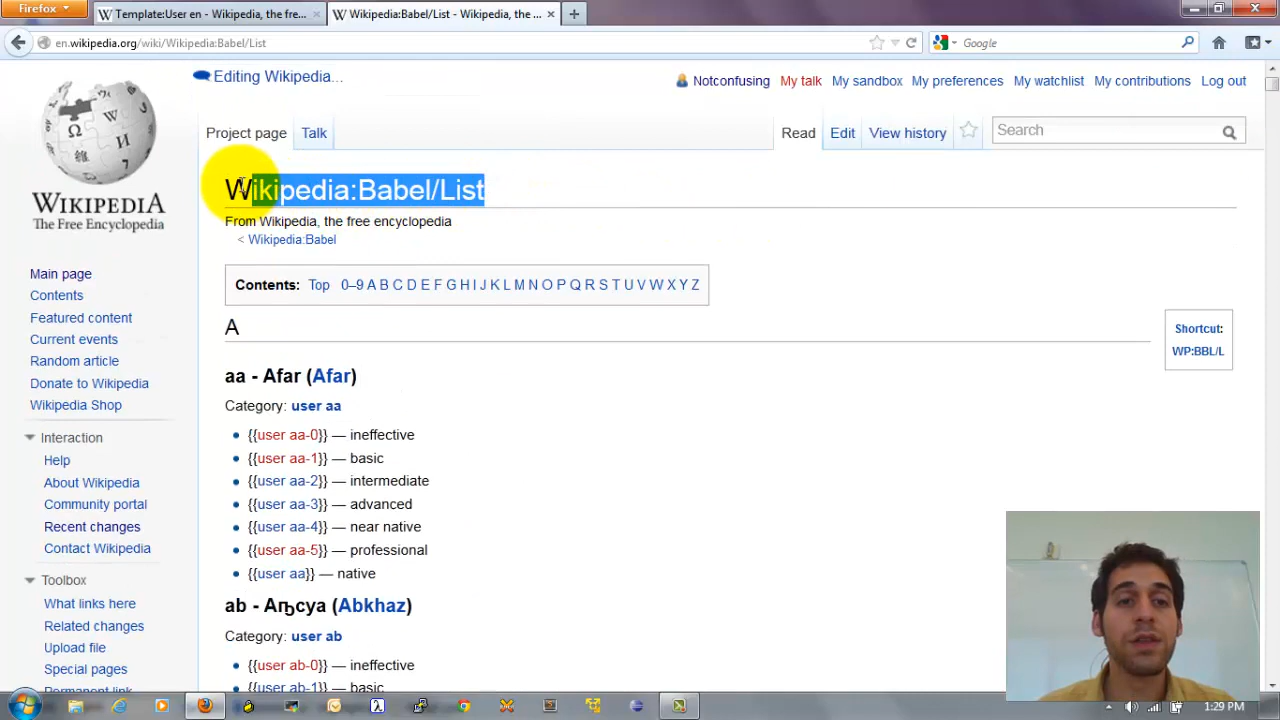 Firefox
Template:User en - Wikipedia, the fre...
Wikipedia:Babel/List - Wikipedia, the ...
en.wikipedia.org/wiki/Wikipedia:Babel/List
Google
Editing Wikipedia...
Notconfusing My talk My sandbox My preferences My watchlist My contributions Log out
Project page Talk
Read Edit View history
Search
WIKIPEDIA
The Free Encyclopedia
Main page
Contents
Featured content
Current events
Random article
Donate to Wikipedia
Wikipedia Shop
Interaction
Help
About Wikipedia
Community portal
Recent changes
Contact Wikipedia
Toolbox
What links here
Related changes
Upload file
Special pages
Permanent link
Wikipedia:Babel/List
From Wikipedia, the free encyclopedia
< Wikipedia:Babel
Contents: Top 0–9 A B C D E F G H I J K L M N O P Q R S T U V W X Y Z
A
Shortcut:
WP:BBL/L
aa - Afar (Afar)
Category: user aa
{{user aa-0}} — ineffective
{{user aa-1}} — basic
{{user aa-2}} — intermediate
{{user aa-3}} — advanced
{{user aa-4}} — near native
{{user aa-5}} — professional
{{user aa}} — native
ab - Аҧсуа (Abkhaz)
Category: user ab
{{user ab-0}} — ineffective
{{user ab-1}} — basic
1:29 PM